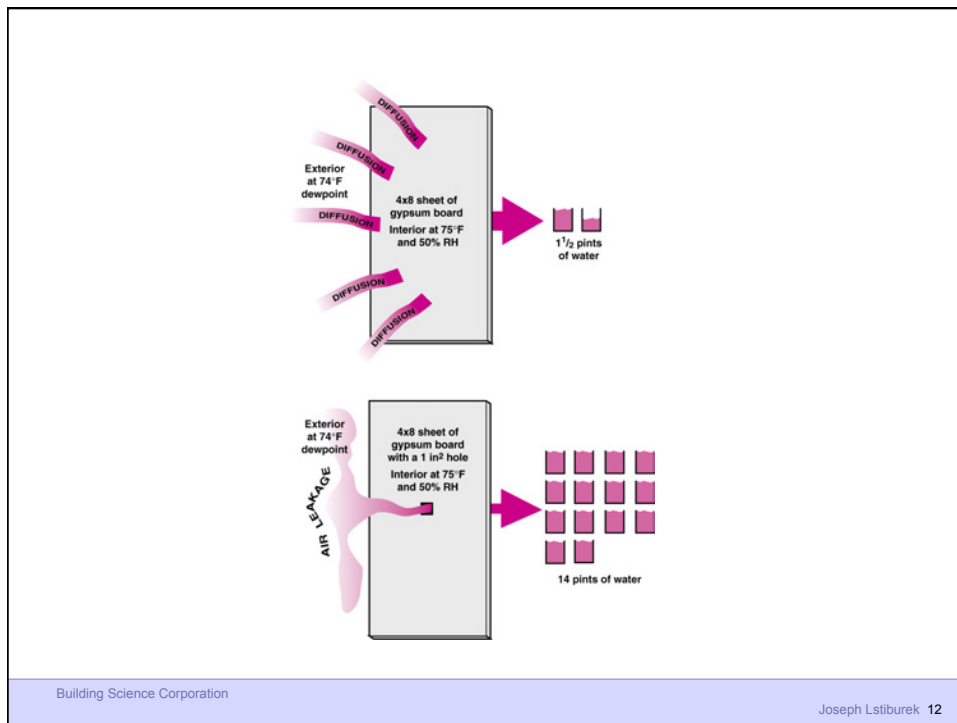 DIFFUSION
DIFFUSION
Exterior
at 74°F
dewpoint
DIFFUSION
4x8 sheet of
gypsum board
Interior at 75°F
and 50% RH
1 1/2 pints
of water
DIFFUSION
DIFFUSION
Exterior
at 74°F
dewpoint
AIR LEAKAGE
4x8 sheet of
gypsum board
with a 1 in² hole
Interior at 75°F
and 50% RH
14 pints of water
Building Science Corporation
Joseph Lstiburek 12